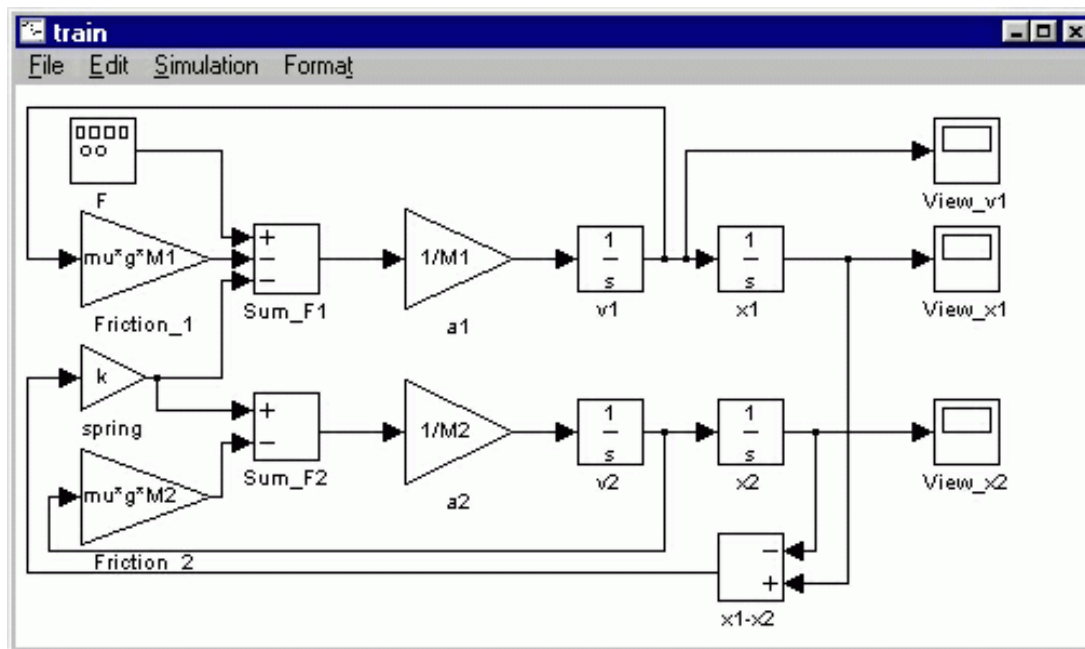 train
File Edit Simulation Format
F
View_v1
mu*g*M1
+
−
−
1/M1
1
s
1
s
Friction_1
Sum_F1
a1
v1
x1
View_x1
k
spring
+
−
1/M2
1
s
1
s
mu*g*M2
Sum_F2
a2
v2
x2
View_x2
Friction_2
−
+
x1-x2